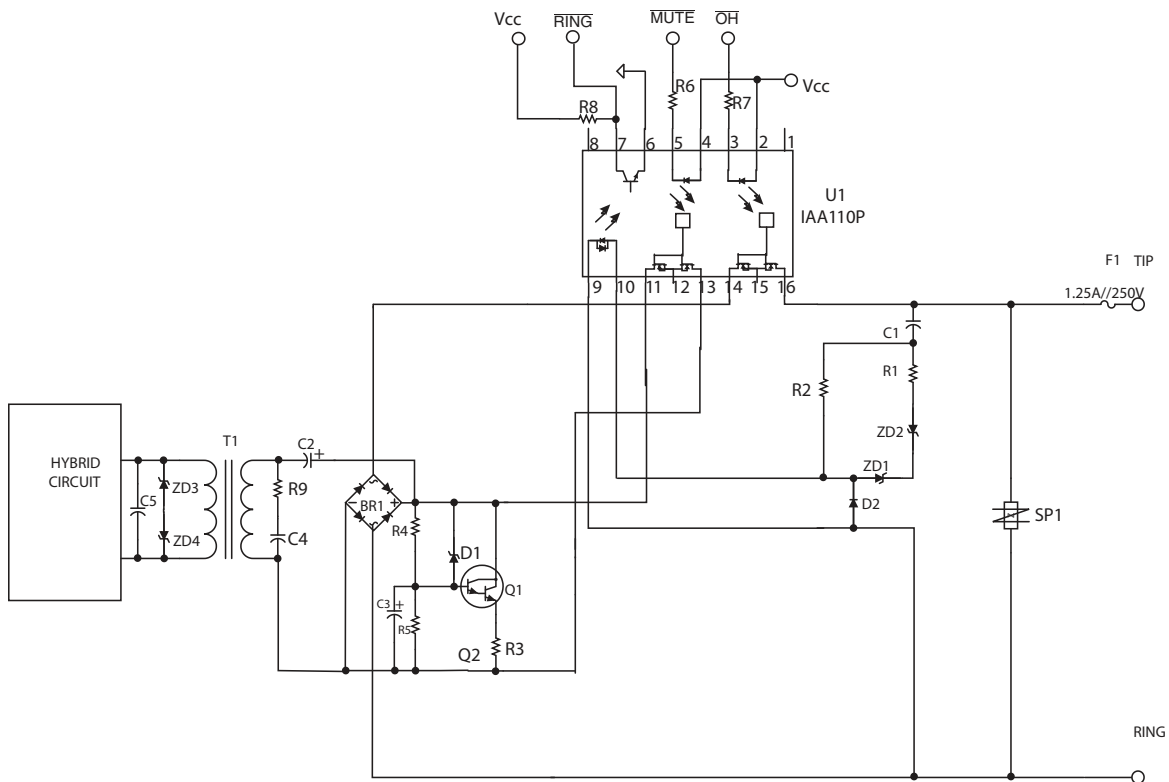 Vcc
RING
MUTE
OH
R6
R7
Vcc
R8
8 7 6 5 4 3 2 1
U1
IAA110P
9 10 11 12 13 14 15 16
F1 TIP
1.25A//250V
C1
R2
R1
ZD2
T1
C2
+
HYBRID
CIRCUIT
C5
ZD3
R9
ZD1
ZD4
C4
− BR1 +
R4
D2
SP1
D1
C3
+
Q1
R5
Q2
R3
RING